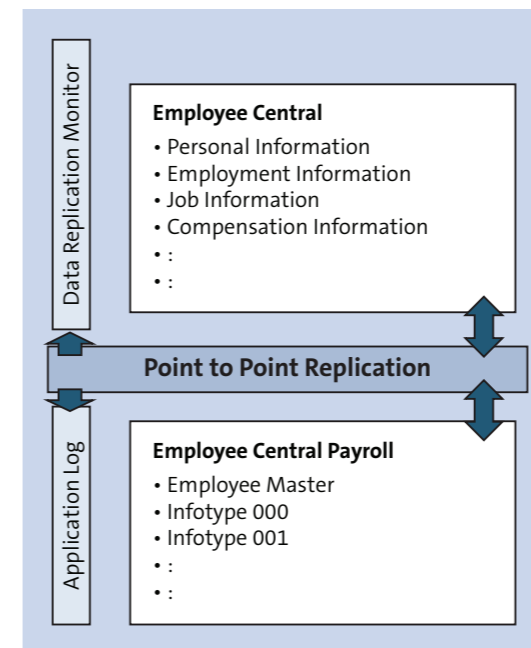 Data Replication Monitor
Employee Central
• Personal Information
• Employment Information
• Job Information
• Compensation Information
• :
• :
Point to Point Replication
Application Log
Employee Central Payroll
• Employee Master
• Infotype 000
• Infotype 001
• :
• :